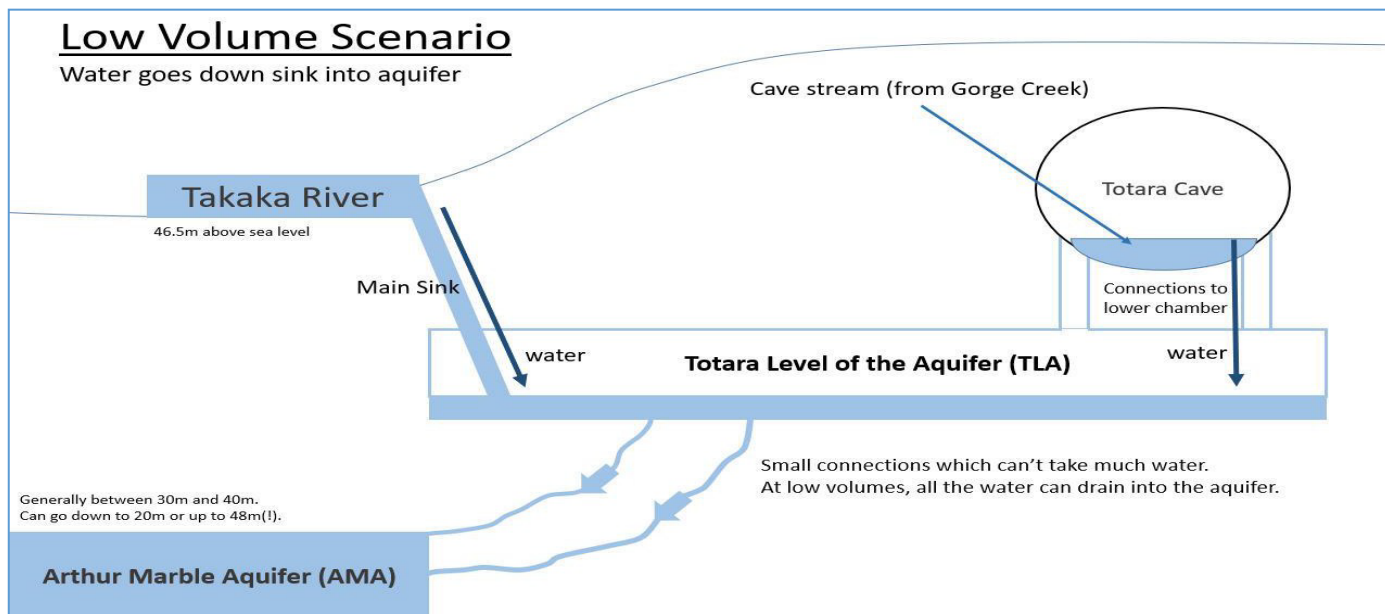 Low Volume Scenario
Water goes down sink into aquifer
Cave stream (from Gorge Creek)
Takaka River
Totara Cave
46.5m above sea level
Main Sink
Connections to
lower chamber
water
Totara Level of the Aquifer (TLA)
water
Small connections which can’t take much water.
At low volumes, all the water can drain into the aquifer.
Generally between 30m and 40m.
Can go down to 20m or up to 48m(!).
Arthur Marble Aquifer (AMA)